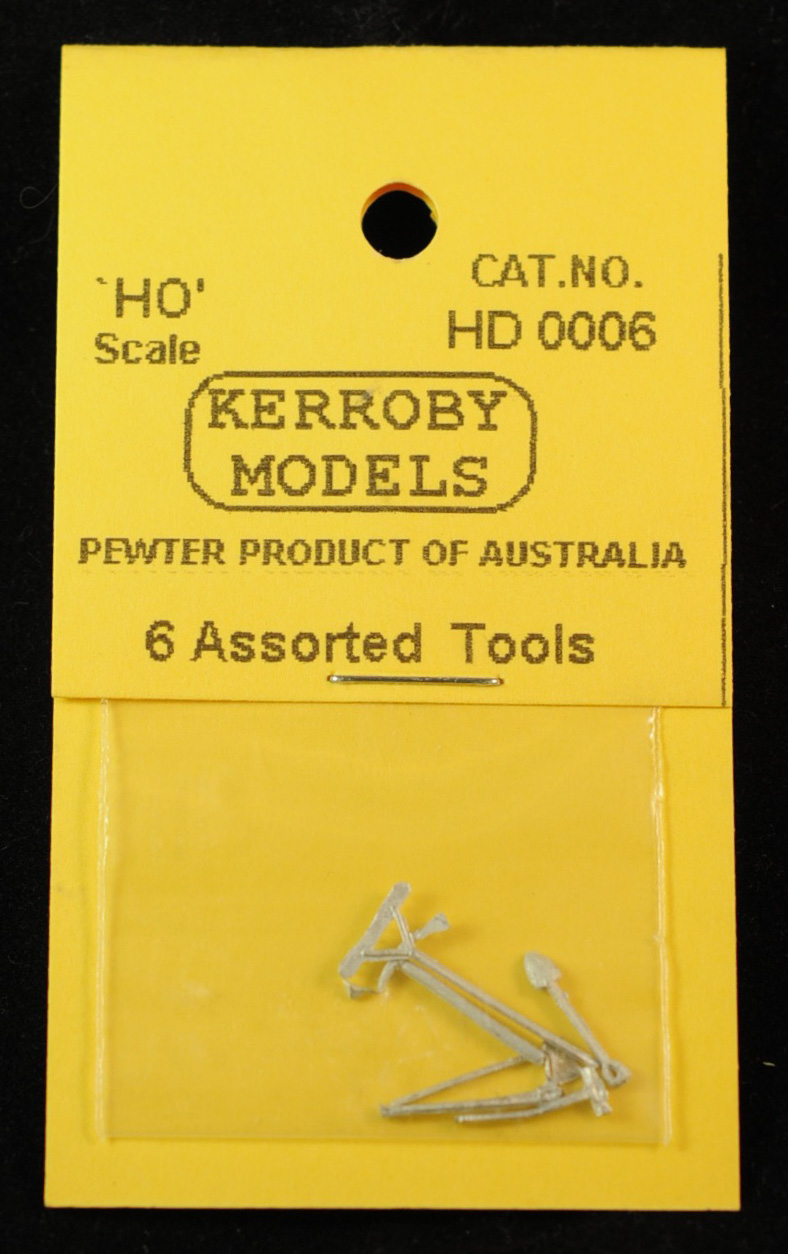 `HO'
Scale
CAT.NO.
HD 0006
KERROBY
MODELS
PEWTER PRODUCT OF AUSTRALIA
6 Assorted Tools